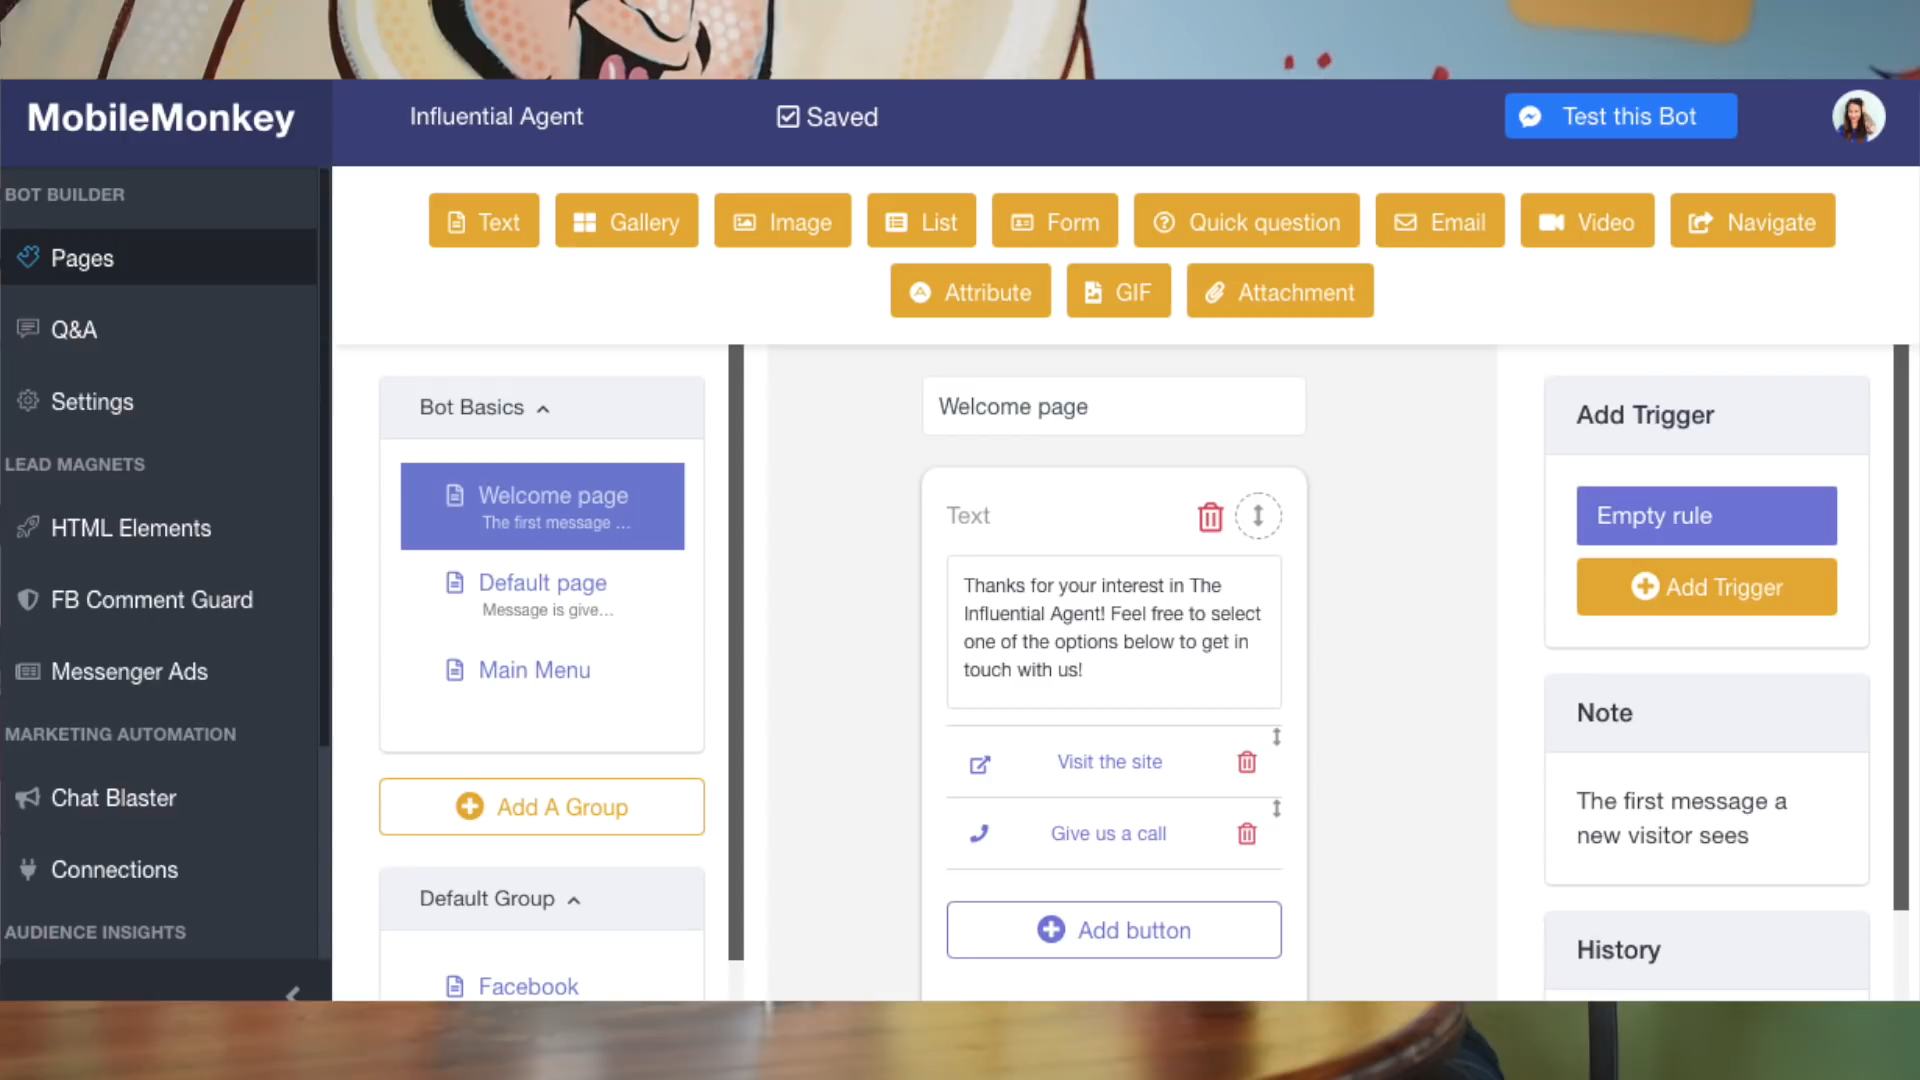 MobileMonkey
Influential Agent
Saved
Test this Bot
BOT BUILDER
Pages
Q&A
Settings
LEAD MAGNETS
HTML Elements
FB Comment Guard
Messenger Ads
MARKETING AUTOMATION
Chat Blaster
Connections
AUDIENCE INSIGHTS
Text
Gallery
Image
List
Form
Quick question
Email
Video
Navigate
Attribute
GIF
Attachment
Bot Basics
Welcome page
The first message ...
Default page
Message is give...
Main Menu
Add A Group
Default Group
Facebook
Welcome page
Text
Thanks for your interest in The
Influential Agent! Feel free to select
one of the options below to get in
touch with us!
Visit the site
Give us a call
Add button
Add Trigger
Empty rule
Add Trigger
Note
The first message a
new visitor sees
History